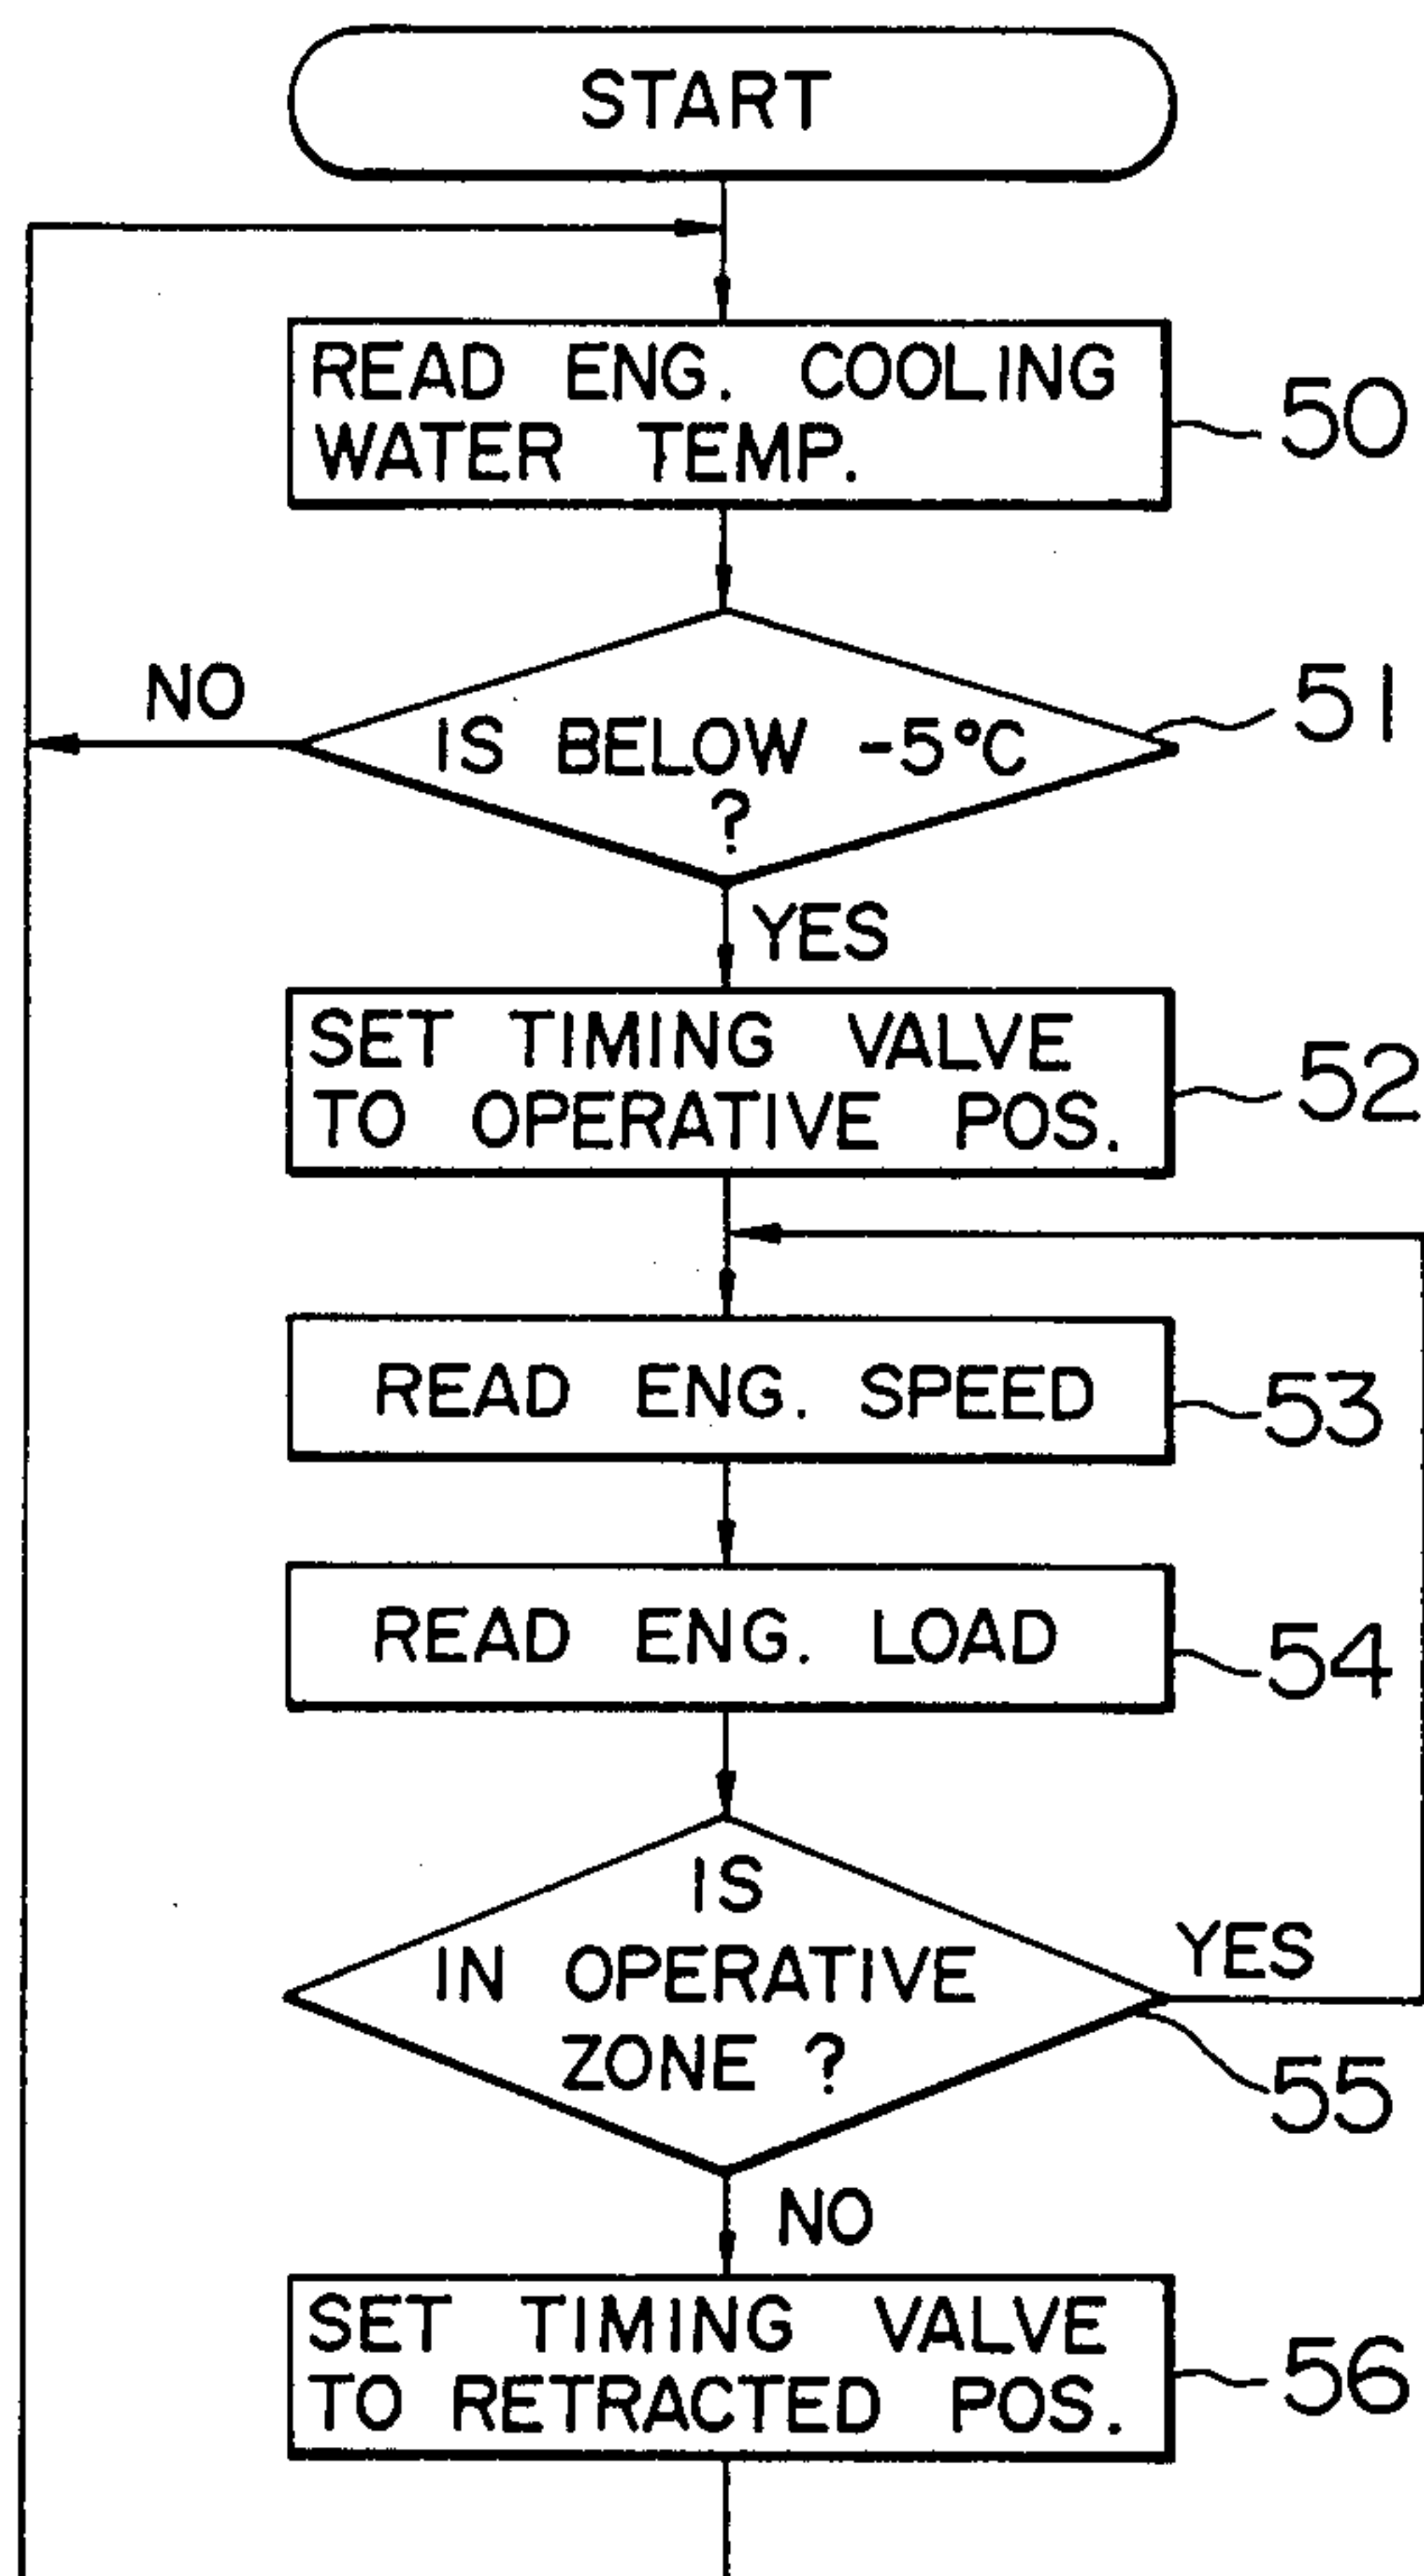 START
READ ENG. COOLING
WATER TEMP.
50
NO
IS BELOW -5°C
?
51
YES
SET TIMING VALVE
TO OPERATIVE POS.
52
READ ENG. SPEED
53
READ ENG. LOAD
54
IS
IN OPERATIVE
ZONE ?
YES
55
NO
SET TIMING VALVE
TO RETRACTED POS.
56